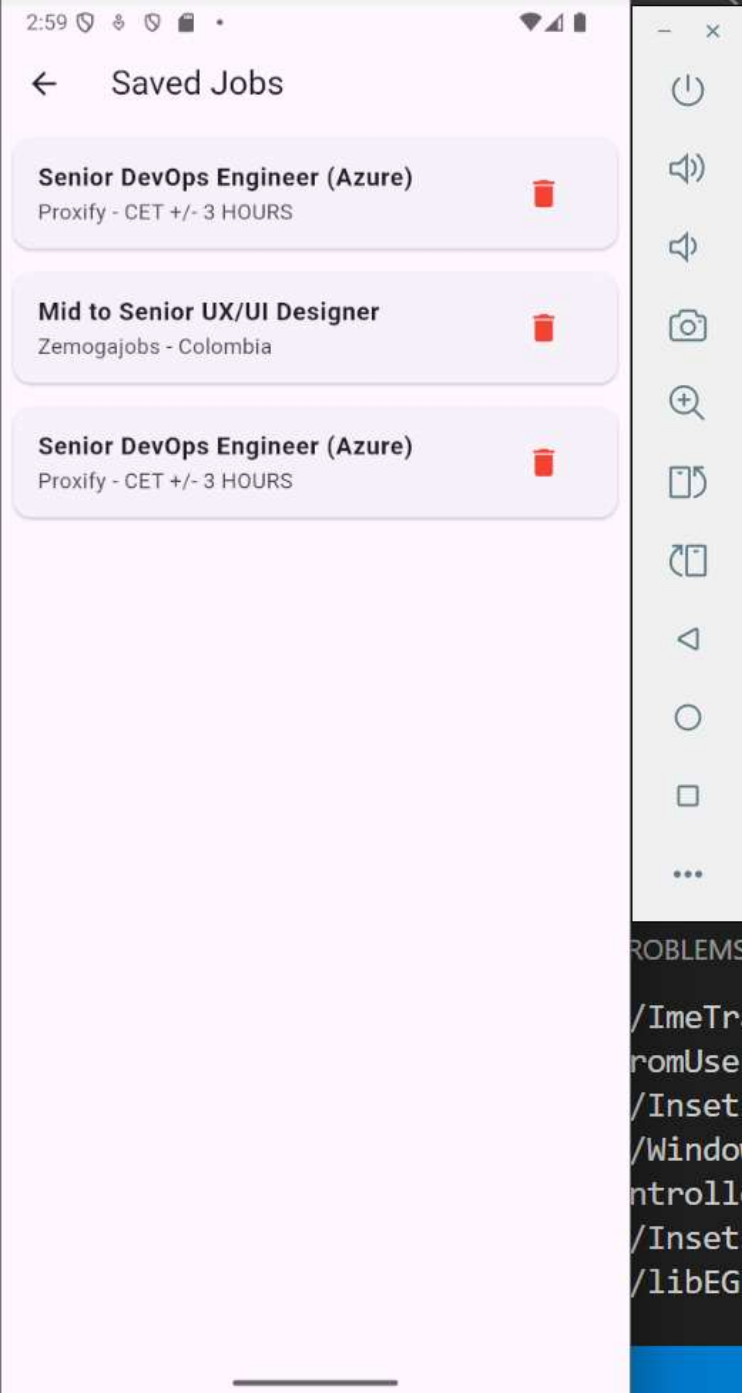 2:59
Saved Jobs
Senior DevOps Engineer (Azure)
Proxify - CET +/- 3 HOURS
Mid to Senior UX/UI Designer
Zemogajobs - Colombia
Senior DevOps Engineer (Azure)
Proxify - CET +/- 3 HOURS
ROBLEMS
/ImeTr
romUse
/Inset
/Window
ntroll
/Inset
/libEG